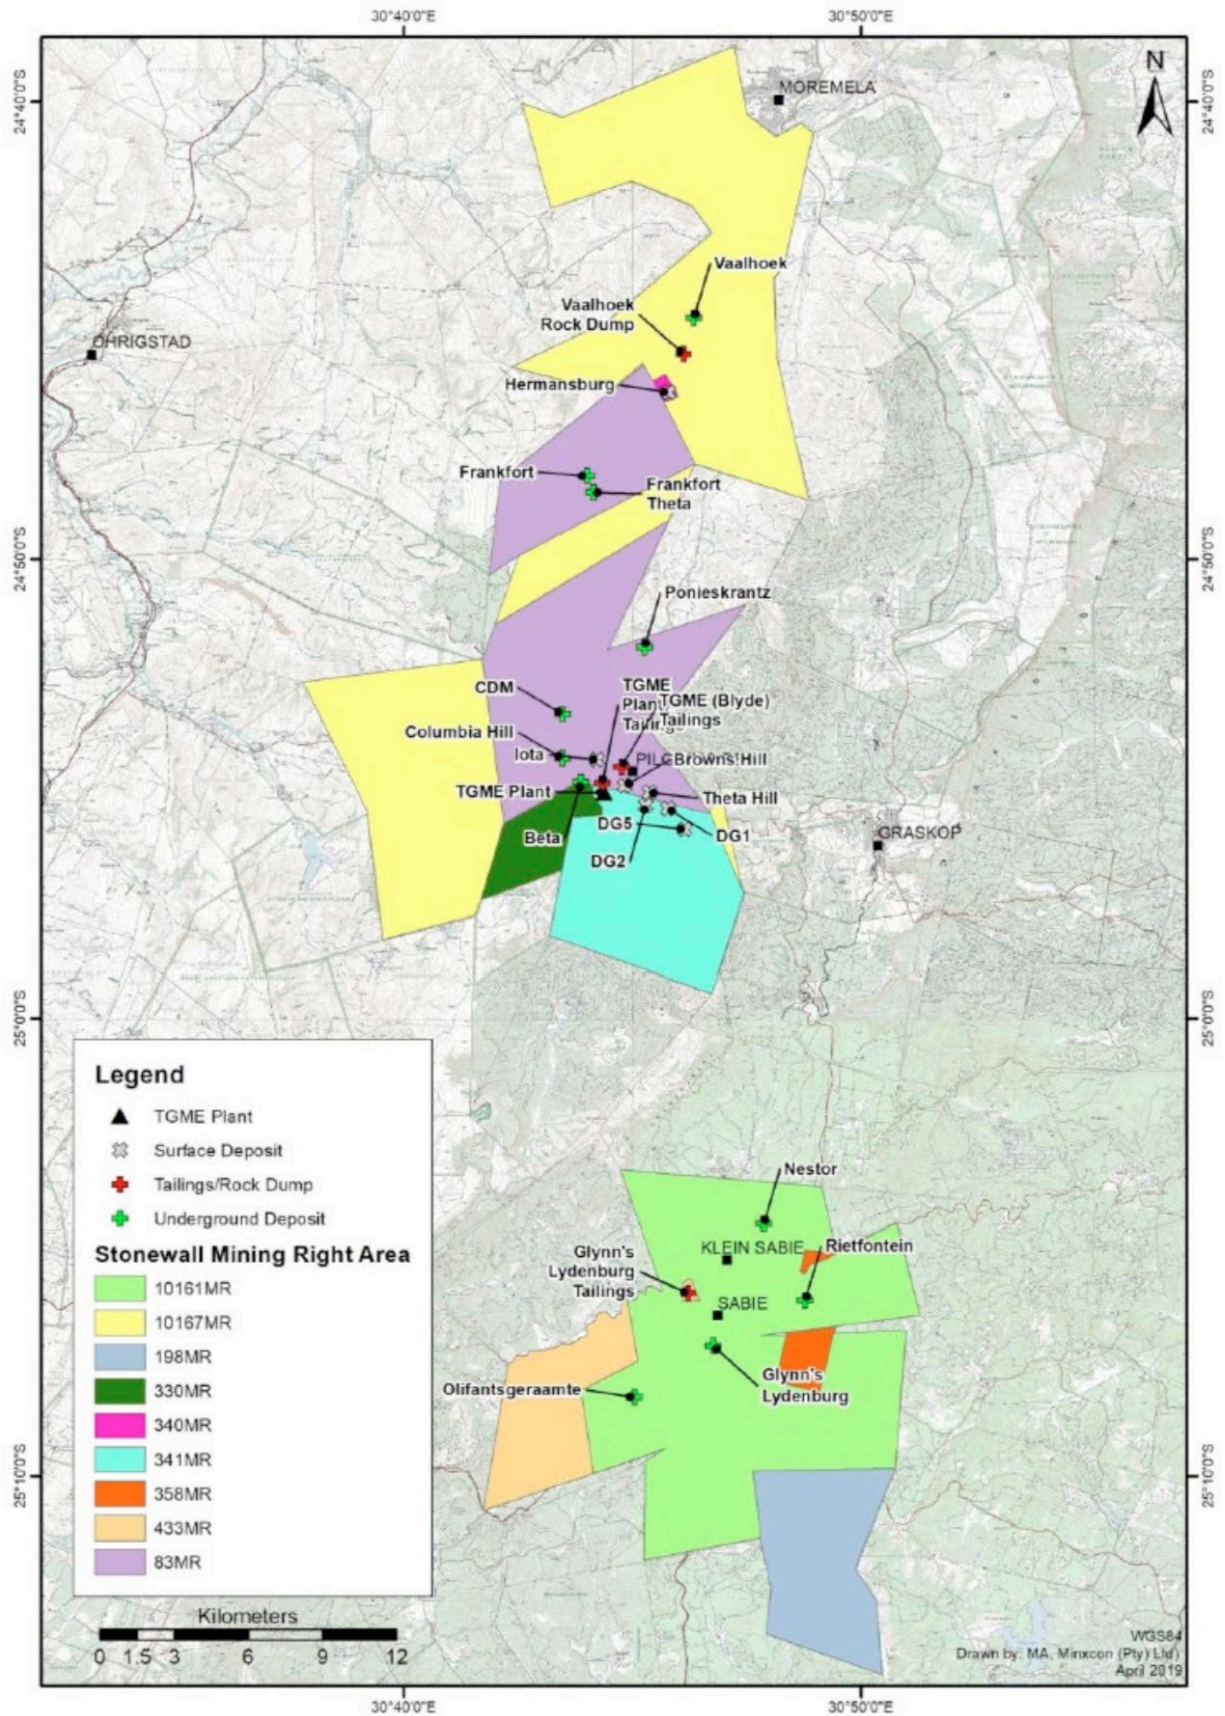 30°40'0"E
30°50'0"E
24°40'0"S
24°40'0"S
N
MOREMELA
Vaalhoek
Vaalhoek
Rock Dump
OHRIGSTAD
Hermansburg
Frankfort
Frankfort
Theta
24°50'0"S
24°50'0"S
Ponieskrantz
CDM
TGME
Plant
Tailings
TGME (Blyde)
Tailings
Columbia Hill
Iota
Browns Hill
TGME Plant
Theta Hill
Beta
DG5
DG1
DG2
GRASKOP
25°0'0"S
25°0'0"S
Legend
TGME Plant
Surface Deposit
Tailings/Rock Dump
Underground Deposit
Stonewall Mining Right Area
10161MR
10167MR
198MR
330MR
340MR
341MR
358MR
433MR
83MR
Nestor
KLEIN SABIE
Rietfontein
Glynn's
Lydenburg
Tailings
SABIE
Glynn's
Lydenburg
Olifantsgeraamte
25°10'0"S
25°10'0"S
Kilometers
0 1.5 3 6 9 12
WGS84
Drawn by: MA, Minxcon (Pty) Ltd)
April 2019
30°40'0"E
30°50'0"E